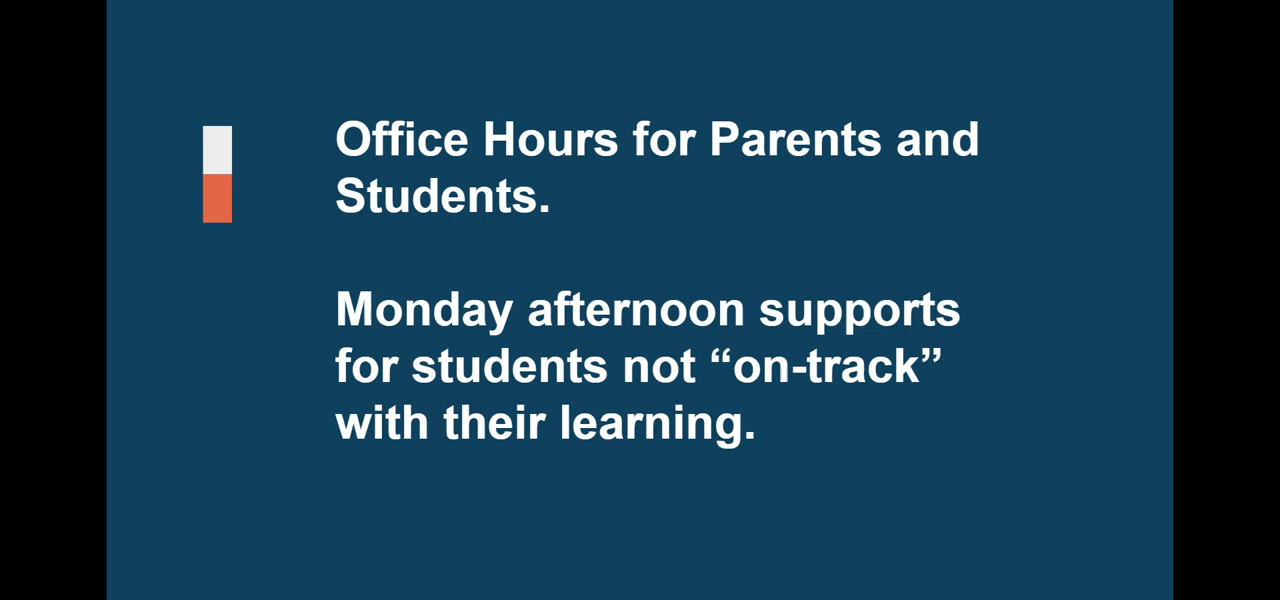 Office Hours for Parents and
Students.
Monday afternoon supports
for students not “on-track”
with their learning.